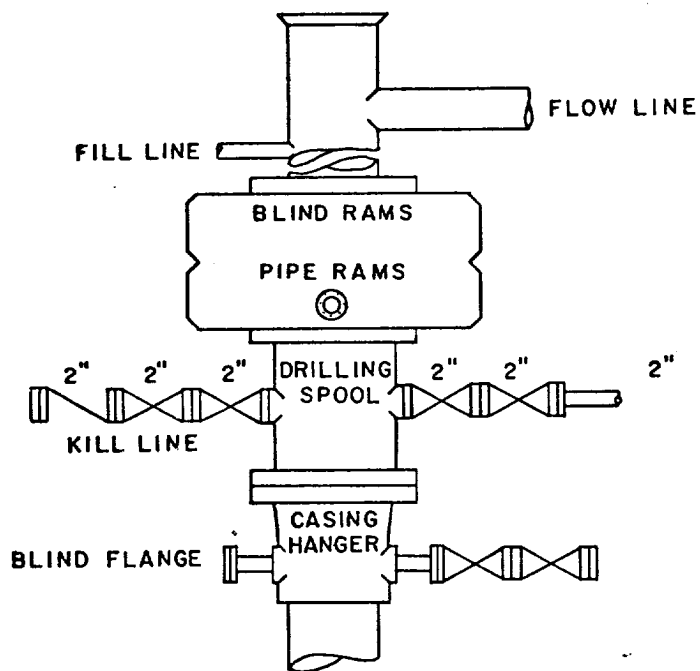 FLOW LINE
FILL LINE
BLIND RAMS
PIPE RAMS
2" 2" 2" DRILLING 2" 2" 2"
SPOOL
KILL LINE
CASING
HANGER
BLIND FLANGE